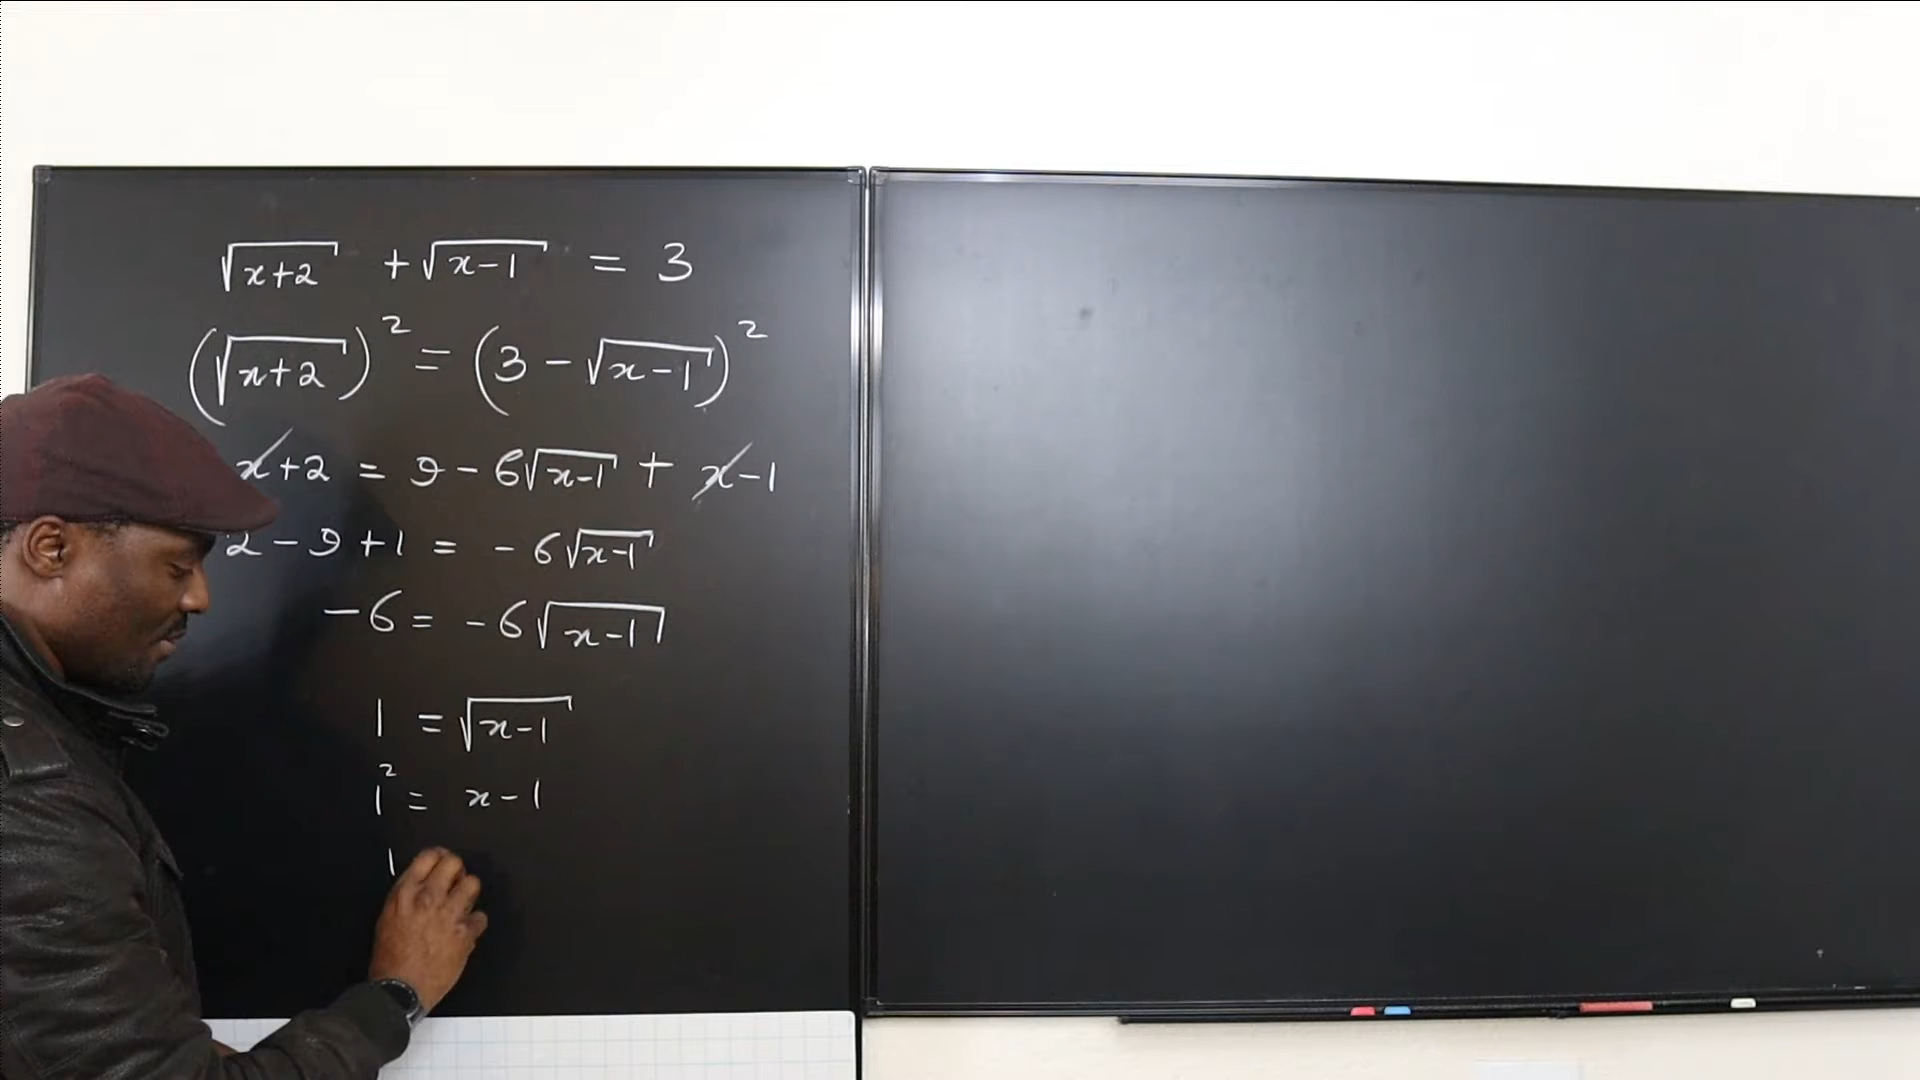 √(x+2) + √(x-1) = 3
(√(x+2))² = (3 - √(x-1))²
x+2 = 9 - 6√(x-1) + x-1
2 - 9 + 1 = - 6√(x-1)
-6 = - 6√(x-1)
1 = √(x-1)
1² = x - 1
1